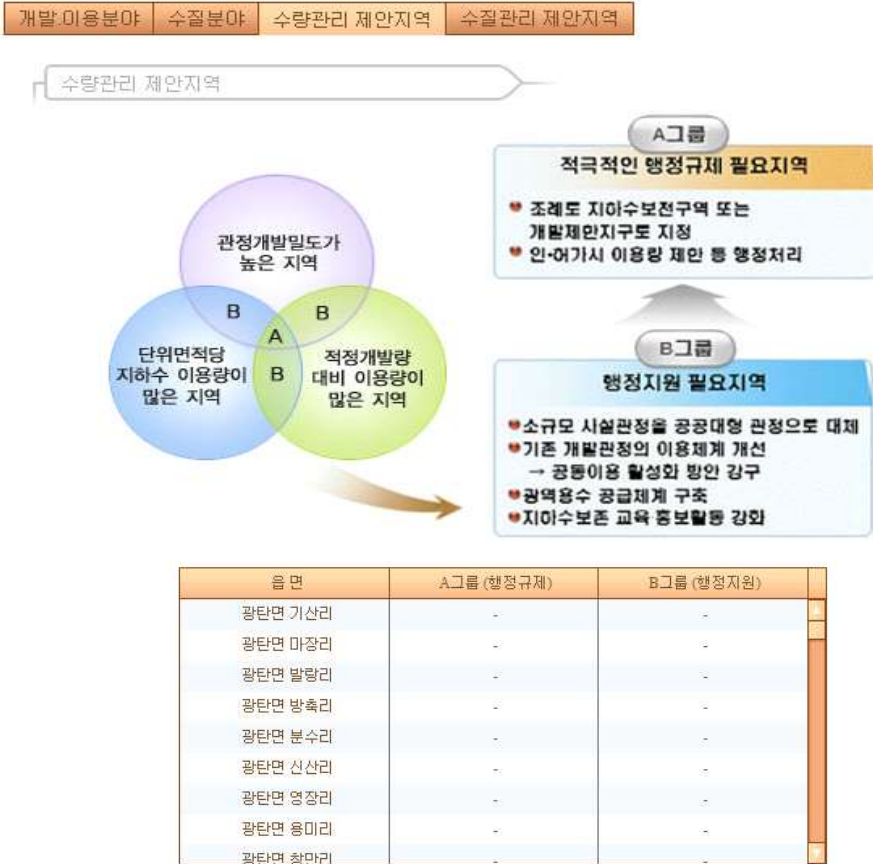 개발.이용분야 수질분야 수량관리 제안지역 수질관리 제안지역
수량관리 제안지역
관정개발밀도가
높은 지역
B B
A
단위면적당
지하수 이용량이
많은 지역
B
적정개발량
대비 이용량이
많은 지역
A그룹
적극적인 행정규제 필요지역
조례로 지하수보전구역 또는
개발제한지구로 지정
인·허가시 이용량 제한 등 행정처리
B그룹
행정지원 필요지역
소규모 사설관정을 공공대형 관정으로 대체
기존 개발관정의 이용체계 개선
→ 공동이용 활성화 방안 강구
광역용수 공급체계 구축
지하수보존 교육 홍보활동 강화
읍면 A그룹 (행정규제) B그룹 (행정지원)
광탄면 기산리 - -
광탄면 마장리 - -
광탄면 발랑리 - -
광탄면 방축리 - -
광탄면 분수리 - -
광탄면 신산리 - -
광탄면 영장리 - -
광탄면 용미리 - -
광탄면 창만리 - -